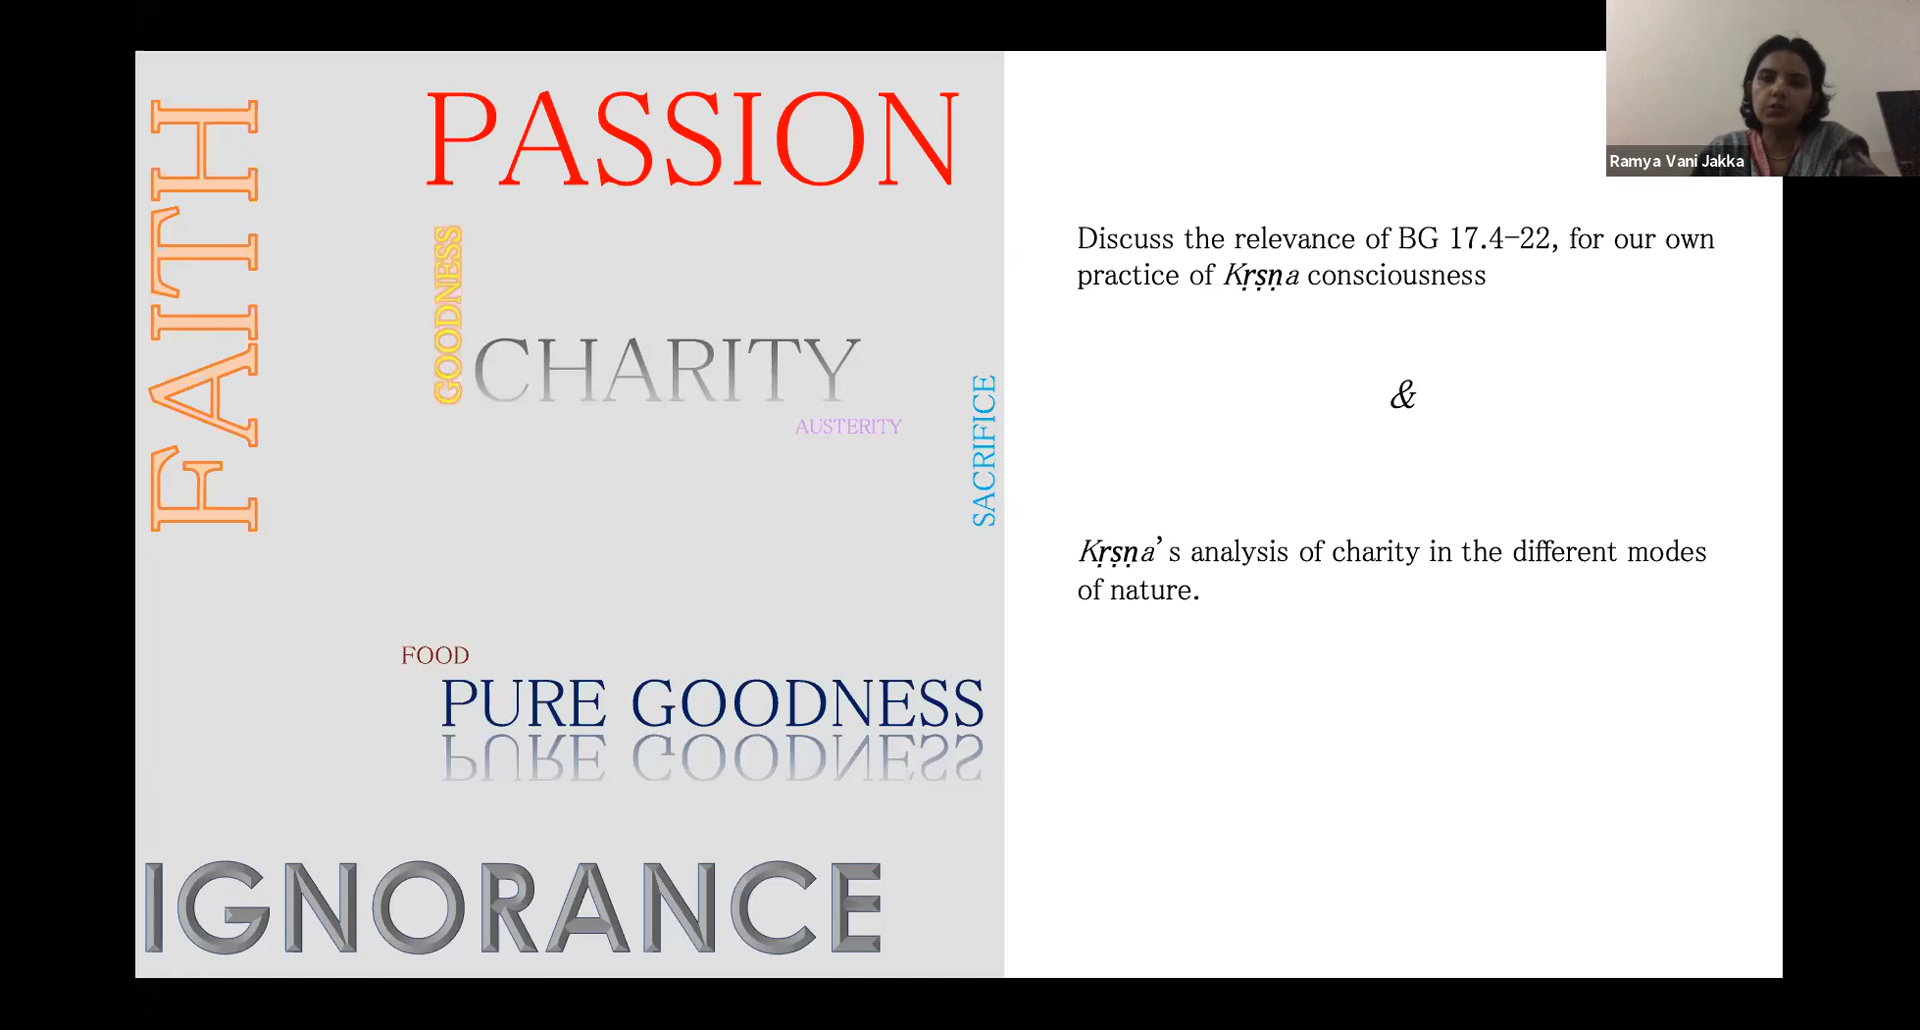 FAITH
PASSION
GOODNESS
CHARITY
AUSTERITY
SACRIFICE
FOOD
PURE GOODNESS
IGNORANCE
Ramya Vani Jakka
Discuss the relevance of BG 17.4-22, for our own
practice of Kṛṣṇa consciousness
&
Kṛṣṇa's analysis of charity in the different modes
of nature.